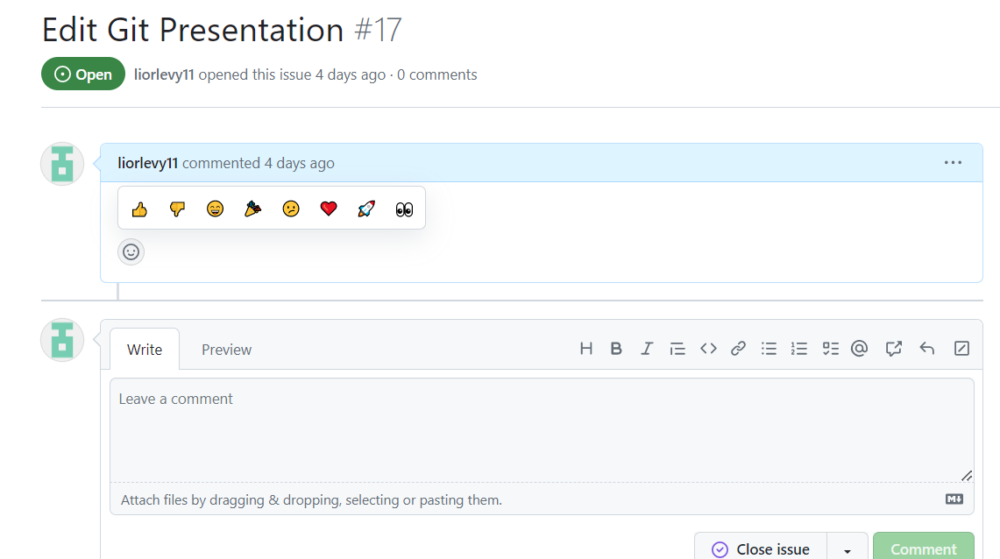 Edit Git Presentation #17
Open liorlevy11 opened this issue 4 days ago · 0 comments
liorlevy11 commented 4 days ago
Write Preview
Leave a comment
Attach files by dragging & dropping, selecting or pasting them.
Close issue Comment